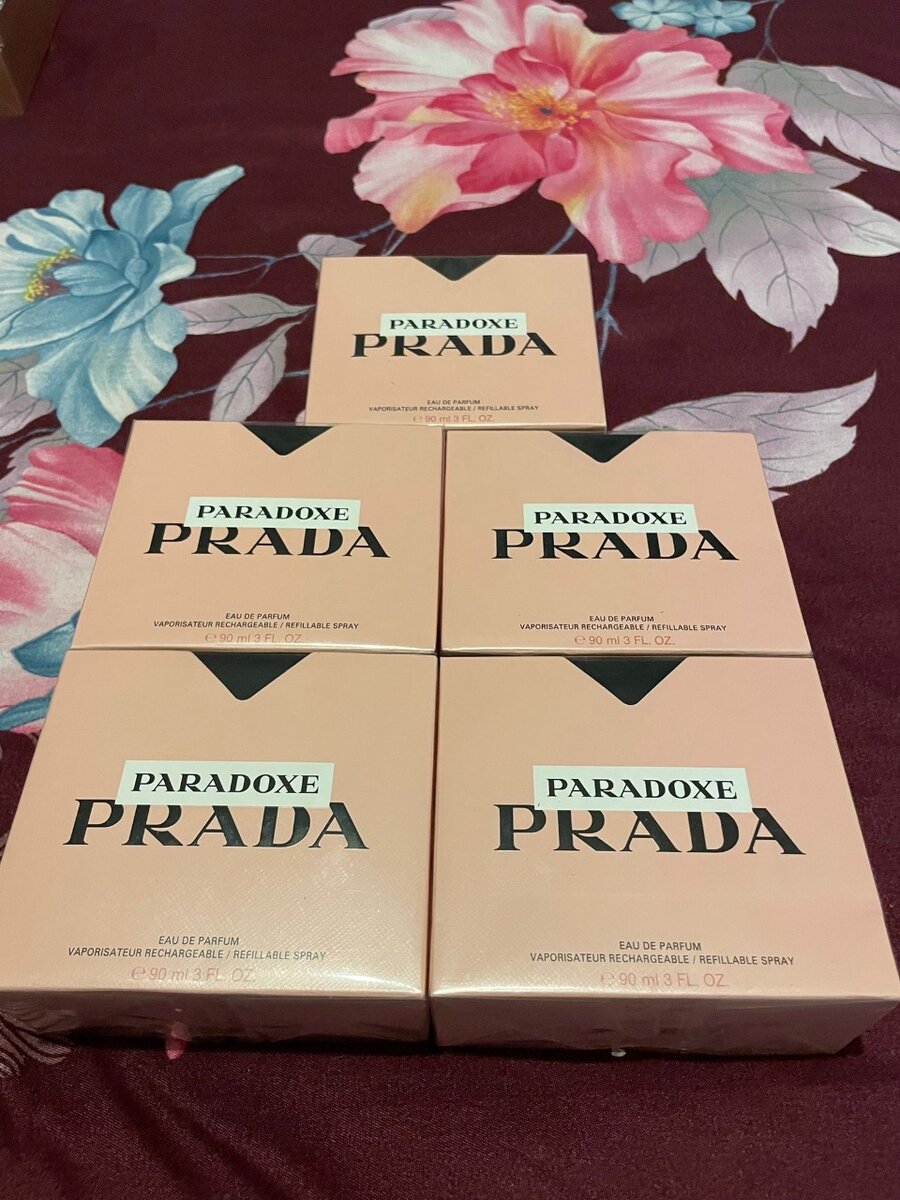 PARADOXE
PRADA
EAU DE PARFUM
VAPORISATEUR RECHARGEABLE / REFILLABLE SPRAY
℮ 90 ml 3 FL. OZ.
PARADOXE
PRADA
EAU DE PARFUM
VAPORISATEUR RECHARGEABLE / REFILLABLE SPRAY
℮ 90 ml 3 FL. OZ.
PARADOXE
PRADA
EAU DE PARFUM
VAPORISATEUR RECHARGEABLE / REFILLABLE SPRAY
℮ 90 ml 3 FL. OZ.
PARADOXE
PRADA
EAU DE PARFUM
VAPORISATEUR RECHARGEABLE / REFILLABLE SPRAY
℮ 90 ml 3 FL. OZ.
PARADOXE
PRADA
EAU DE PARFUM
VAPORISATEUR RECHARGEABLE / REFILLABLE SPRAY
℮ 90 ml 3 FL. OZ.